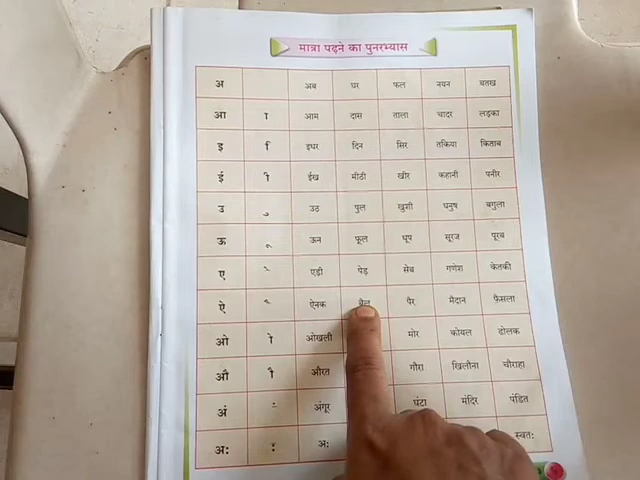 मात्रा पढ़ने का पुनरभ्यास
अ अब घर फल नयन बतख
आ ा आम दास ताला चादर लड़का
इ ि इधर दिन सिर तकिया किताब
ई ी ईख मीठी खीर कहानी पनीर
उ ु उठ पुल खुशी धनुष बगुला
ऊ ू ऊन फूल धूप सूरज पूरब
ए े एड़ी पेड़ सेब गणेश केतकी
ऐ ै ऐनक बैल पैर मैदान फैसला
ओ ो ओखली मोर कोयल ढोलक
औ ौ औरत गौरा खिलौना चौराहा
अं ं अंगूर घंटा मंदिर पंडित
अः ः अः स्वतः